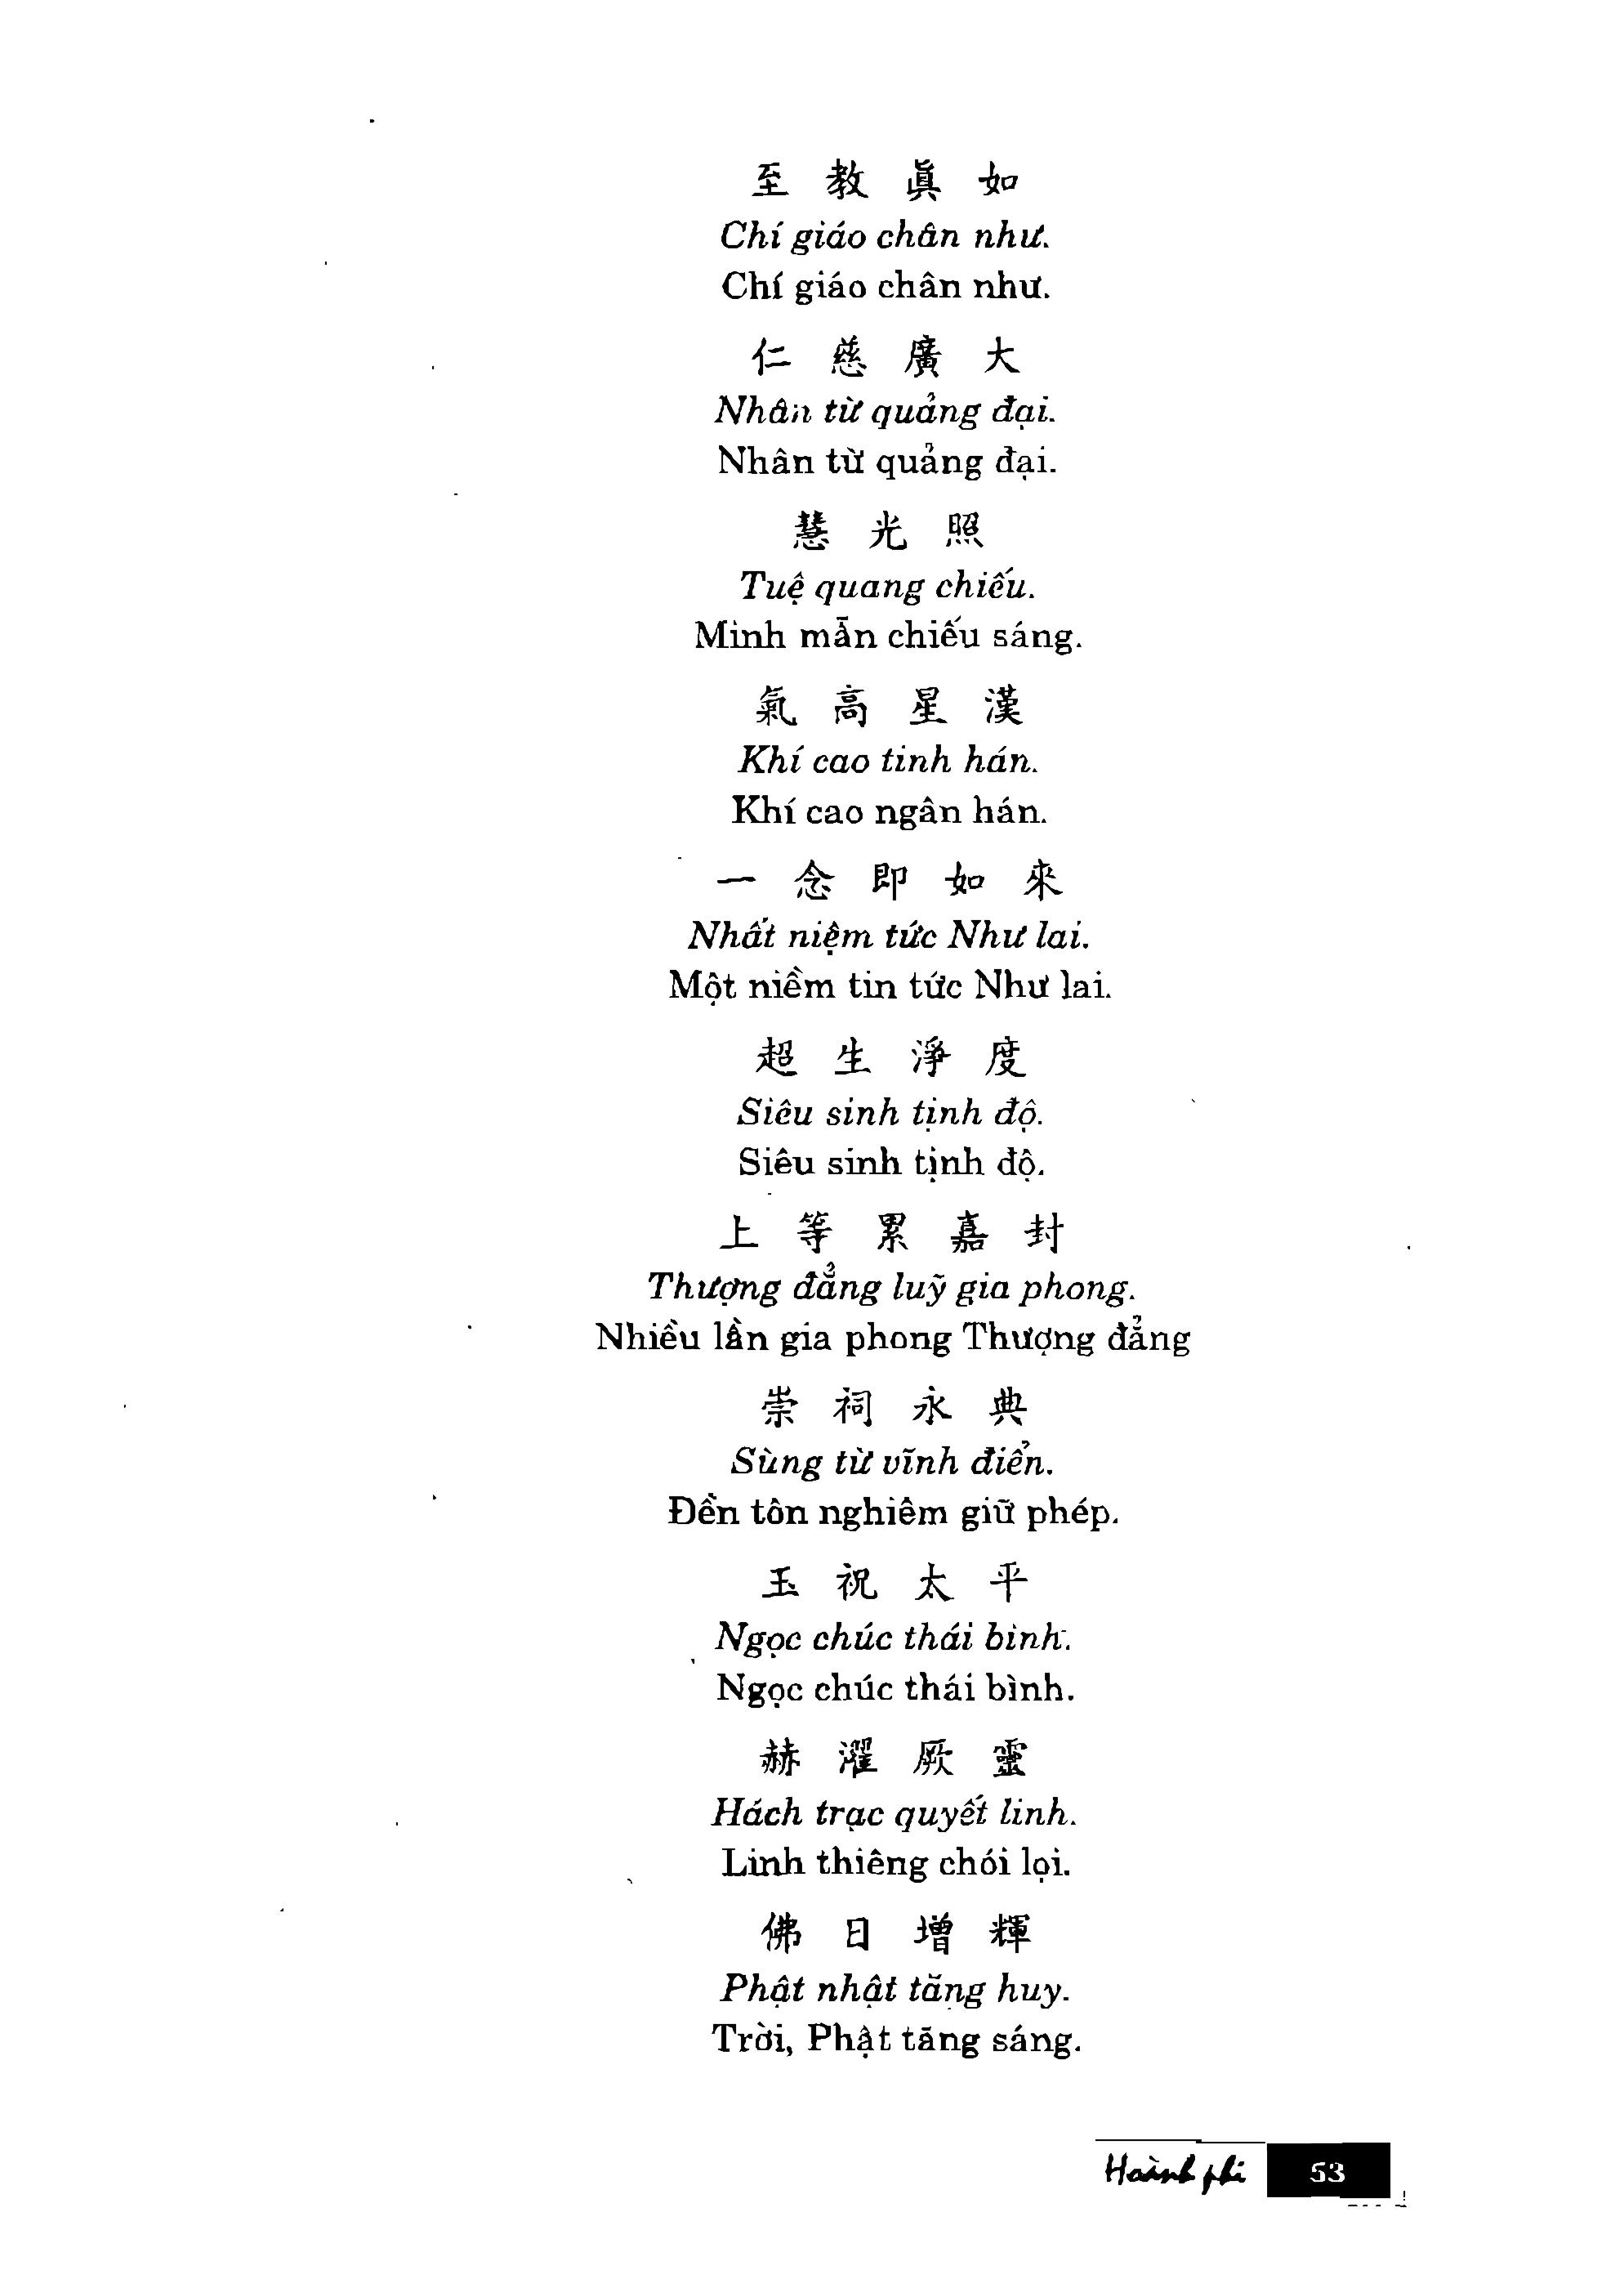 至 教 眞 如
Chí giáo chân như.
Chí giáo chân như.
仁 慈 廣 大
Nhân từ quảng đại.
Nhân từ quảng đại.
慧 光 照
Tuệ quang chiếu.
Minh mẫn chiếu sáng.
氣 高 星 漢
Khí cao tinh hán.
Khí cao ngân hán.
一 念 即 如 來
Nhất niệm tức Như lai.
Một niềm tin tức Như lai.
超 生 淨 度
Siêu sinh tịnh độ.
Siêu sinh tịnh độ.
上 等 累 嘉 封
Thượng đẳng luỹ gia phong.
Nhiều lần gia phong Thượng đẳng
崇 祠 永 典
Sùng từ vĩnh điển.
Đền tôn nghiêm giữ phép.
玉 祝 太 平
Ngọc chúc thái bình.
Ngọc chúc thái bình.
赫 濯 厥 靈
Hách trạc quyết linh.
Linh thiêng chói lọi.
佛 日 增 輝
Phật nhật tăng huy.
Trời, Phật tăng sáng.
Hoành phi 53